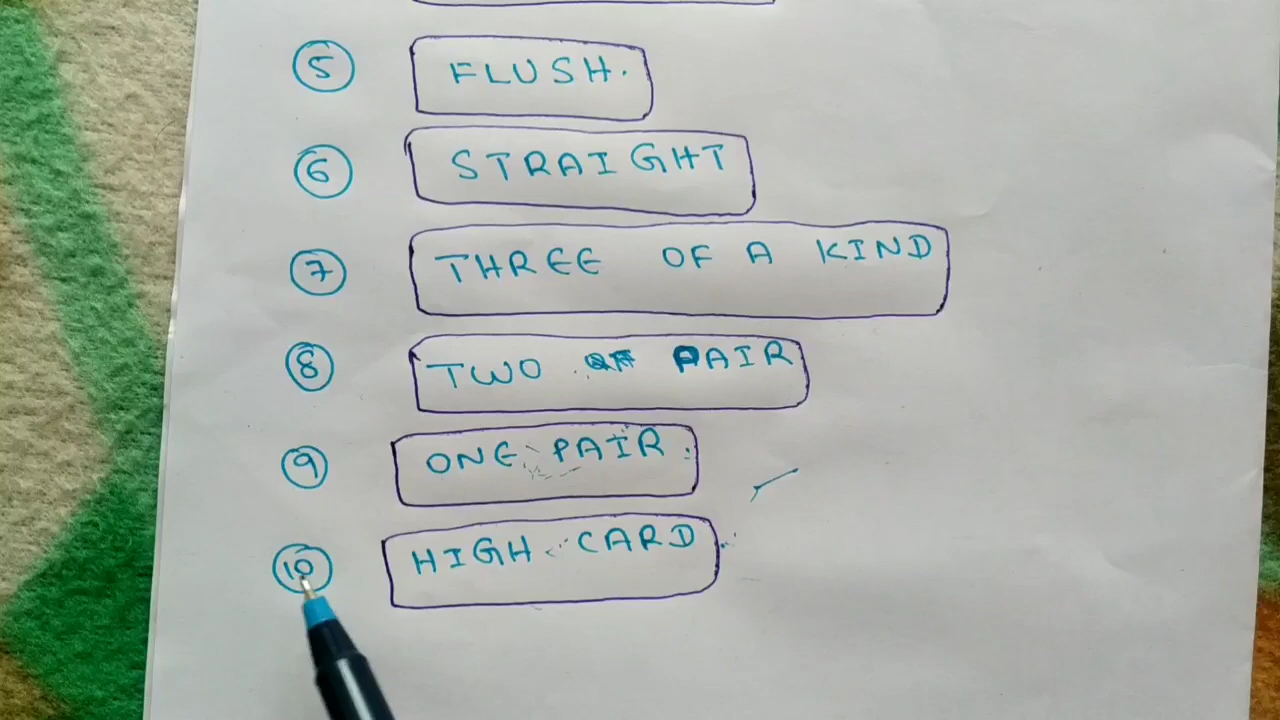 5 FLUSH.
6 STRAIGHT
7 THREE OF A KIND
8 TWO PAIR
9 ONE PAIR.
10 HIGH CARD